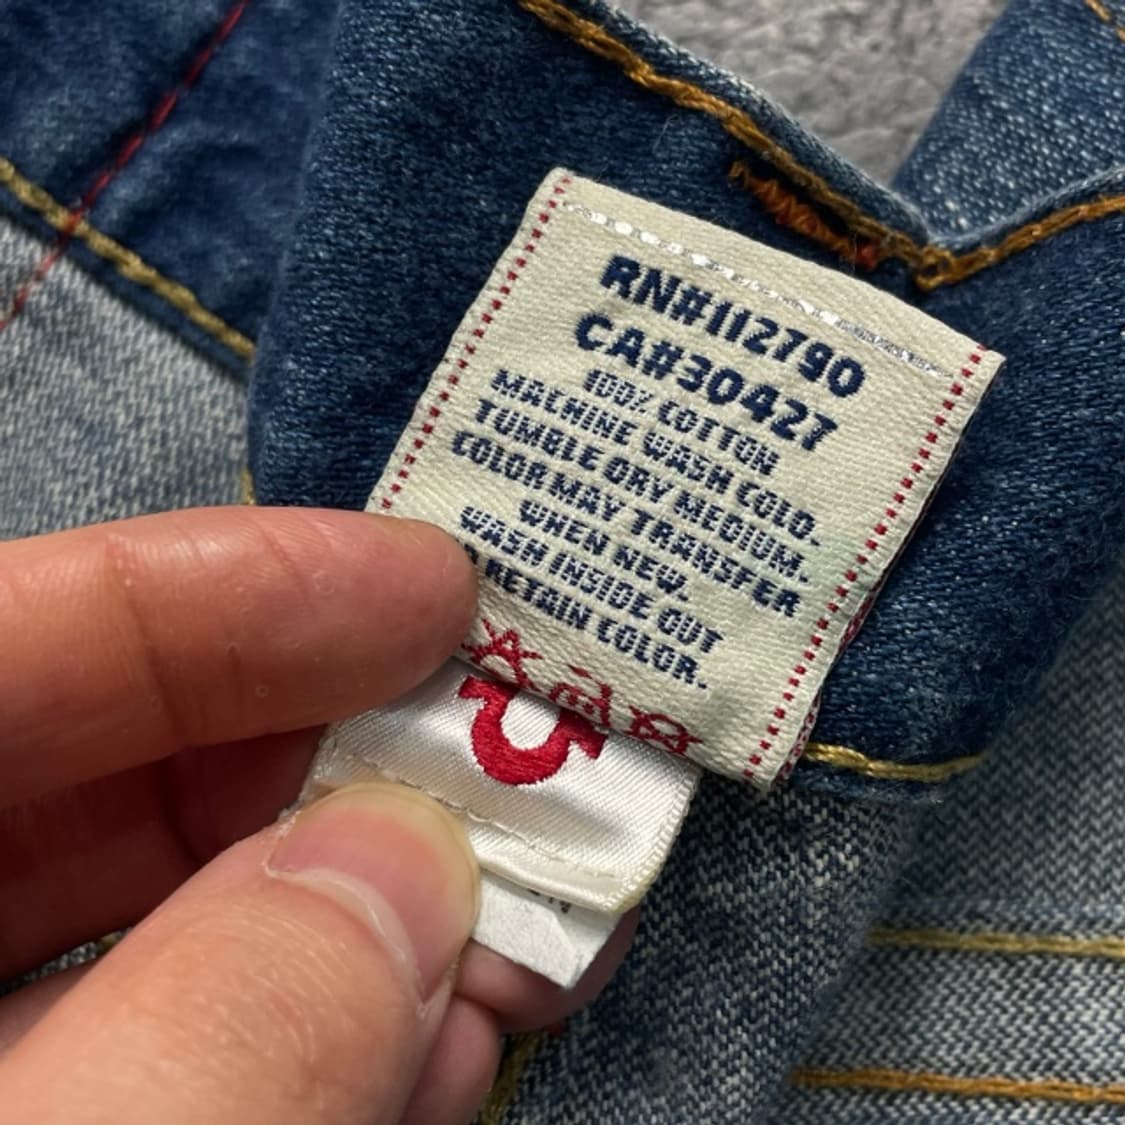 RN#112790
CA#30427
100% COTTON
MACHINE WASH COLD.
TUMBLE DRY MEDIUM.
COLOR MAY TRANSFER
WHEN NEW.
WASH INSIDE OUT
RETAIN COLOR.